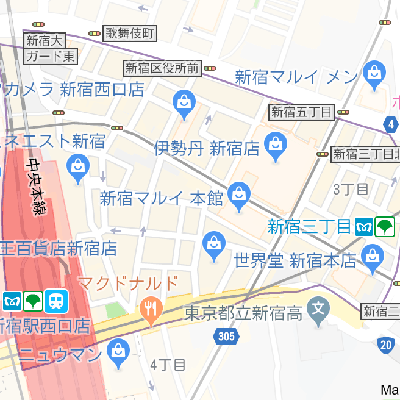 歌舞伎町
新宿大
ガード東
新宿区役所前
新宿マルイ メン
カメラ 新宿西口店
新宿五丁目
4
ネエスト新宿
伊勢丹 新宿店
新宿三丁目北
中央本線
3丁目
新宿マルイ 本館
新宿三丁目
王百貨店新宿店
世界堂 新宿本店
マクドナルド
宿駅西口店
東京都立新宿高
新宿二
305
20
ニュウマン
4丁目
Ma